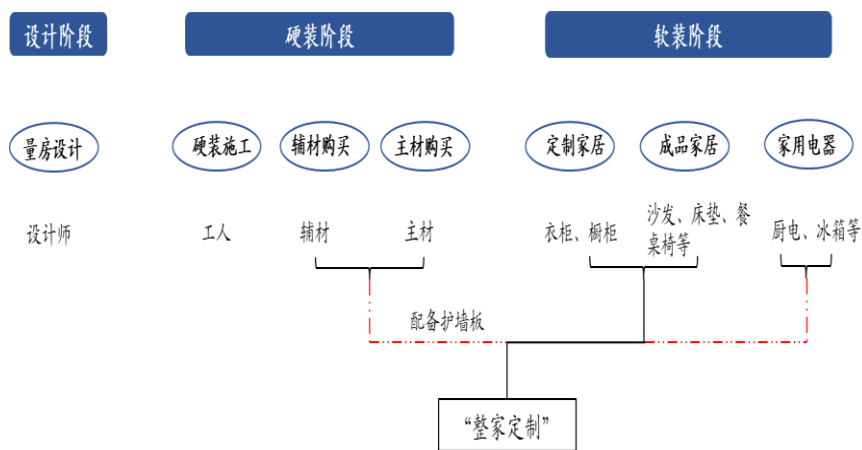 设计阶段
硬装阶段
软装阶段
量房设计
硬装施工
辅材购买
主材购买
定制家居
成品家居
家用电器
设计师
工人
辅材
主材
衣柜、橱柜
沙发、床垫、餐
桌椅等
厨电、冰箱等
配备护墙板
“整家定制”